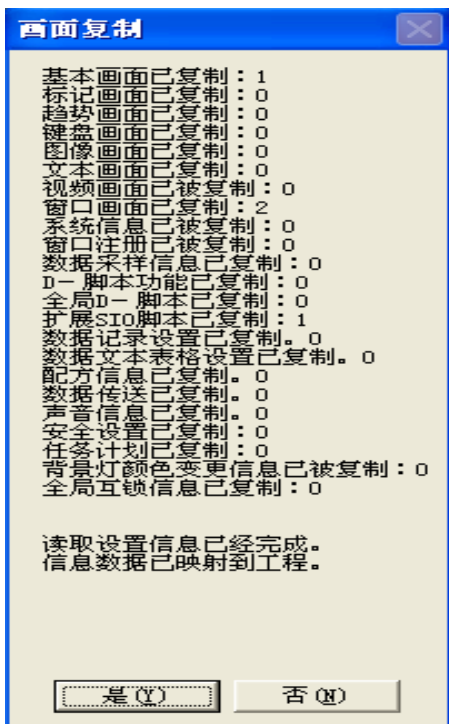 画面复制
基本画面已复制：1
标记画面已复制：0
趋势画面已复制：0
键盘画面已复制：0
图像画面已复制：0
文本画面已复制：0
视频画面已被复制：0
窗口画面已复制：2
系统信息已被复制：0
窗口注册已被复制：0
数据采样信息已复制：0
D－脚本功能已复制：0
全局D－脚本已复制：0
扩展SIO脚本已复制：1
数据记录设置已复制。0
数据文本表格设置已复制。0
配方信息已复制。0
数据传送已复制。0
声音信息已复制。0
安全设置已复制：0
任务计划已复制：0
背景灯颜色变更信息已被复制：0
全局互锁信息已复制：0
读取设置信息已经完成。
信息数据已映射到工程。
是(Y) 否(N)